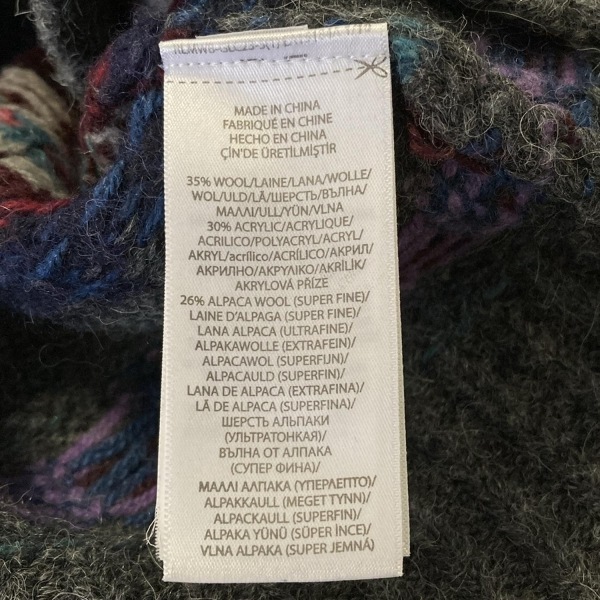 MADE IN CHINA
FABRIQUÉ EN CHINE
HECHO EN CHINA
ÇİN'DE ÜRETİLMİŞTİR
35% WOOL/LAINE/LANA/WOLLE/
WOL/ULD/LÃ/ШЕРСТЬ/ВЪЛНА/
ΜΑΛΛΙ/ULL/YÜN/VLNA
30% ACRYLIC/ACRYLIQUE/
ACRILICO/POLYACRYL/ACRYL/
AKRYL/acrílico/ACRÍLICO/АКРИЛ/
АКРИЛНО/ΑΚΡΥΛΙΚΟ/AKRİLİK/
AKRYLOVÁ PŘÍZE
26% ALPACA WOOL (SUPER FINE)/
LAINE D'ALPAGA (SUPER FINE)/
LANA ALPACA (ULTRAFINE)/
ALPAKAWOLLE (EXTRAFEIN)/
ALPACAWOL (SUPERFIJN)/
ALPACAULD (SUPERFIN)/
LANA DE ALPACA (EXTRAFINA)/
LÃ DE ALPACA (SUPERFINA)/
ШЕРСТЬ АЛЬПАКИ
(УЛЬТРАТОНКАЯ)/
ВЪЛНА ОТ АЛПАКА
(СУПЕР ФИНА)/
ΜΑΛΛΙ ΑΛΠΑΚΑ (ΥΠΕΡΛΕΠΤΟ)/
ALPAKKAULL (MEGET TYNN)/
ALPACKAULL (SUPERFIN)/
ALPAKA YÜNÜ (SÜPER İNCE)/
VLNA ALPAKA (SUPER JEMNÁ)